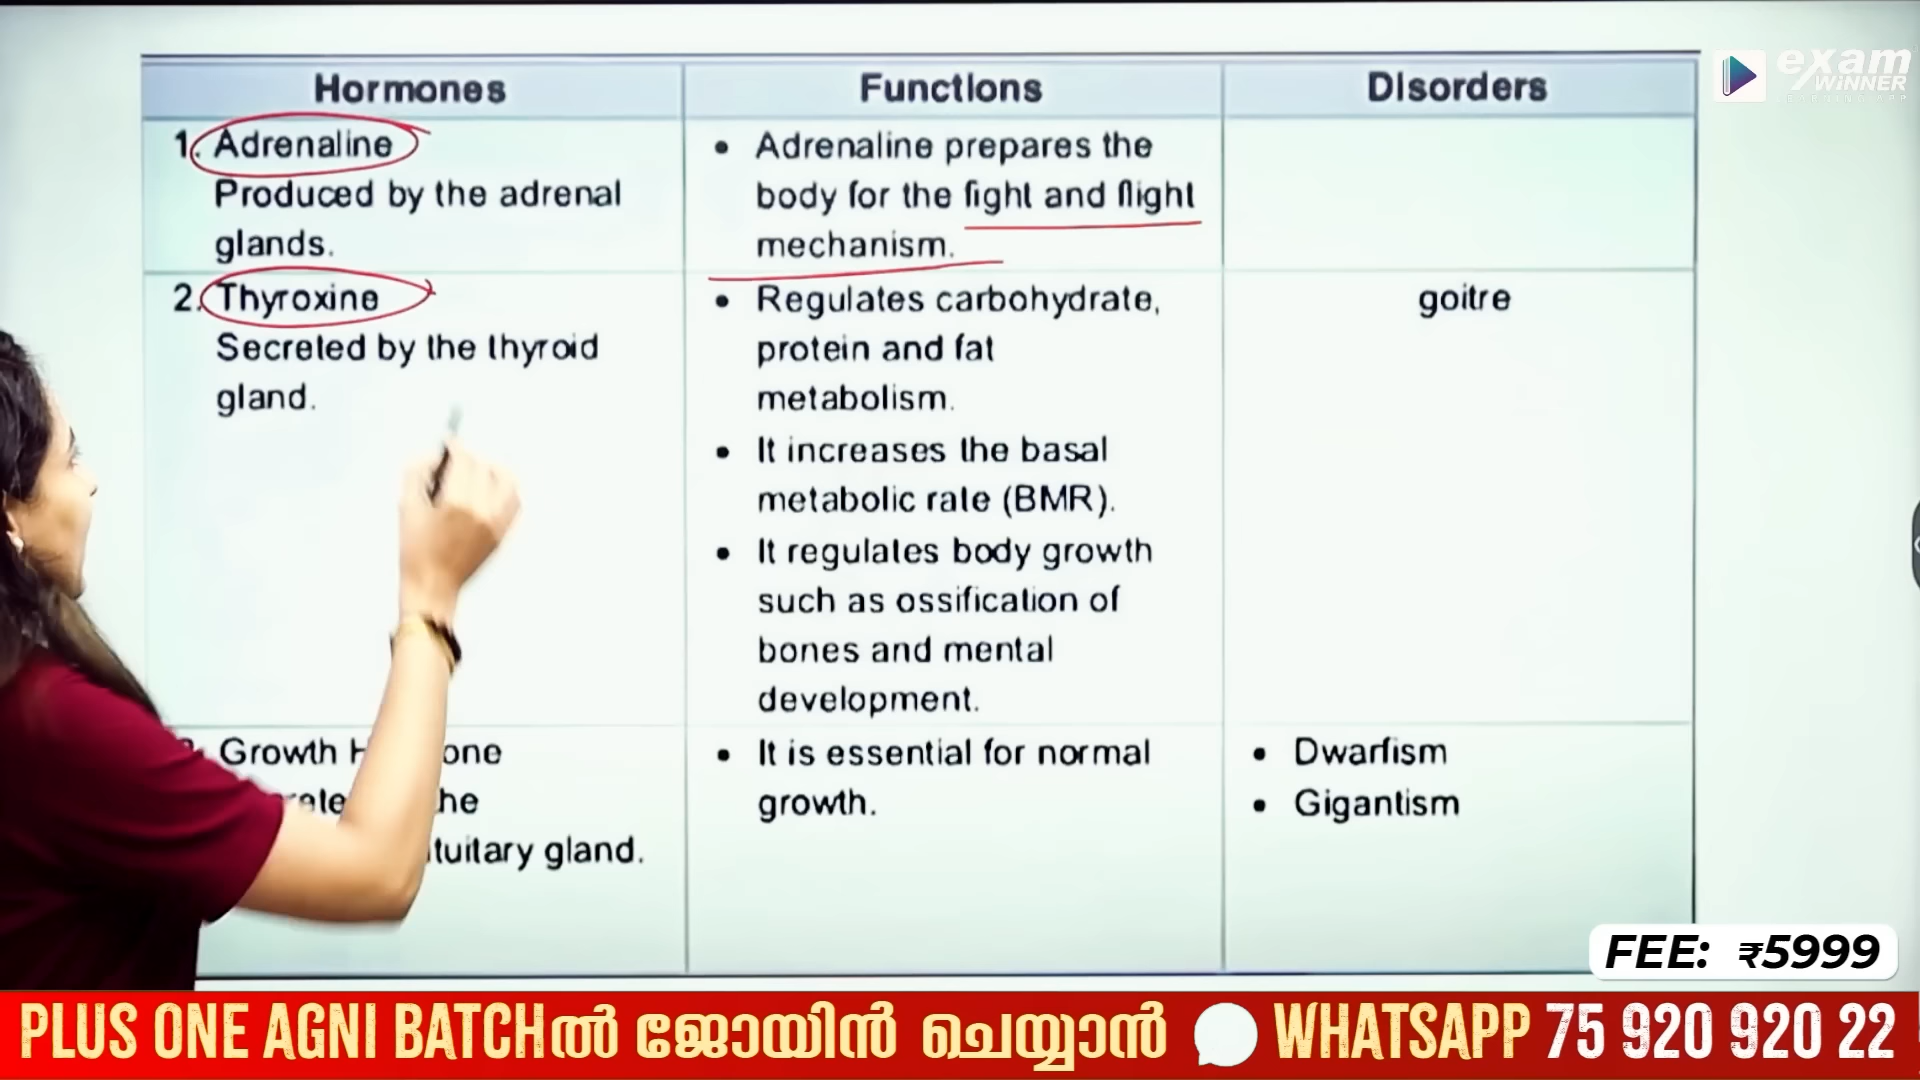 Hormones
Functions
Disorders
1. Adrenaline
Produced by the adrenal
glands.
• Adrenaline prepares the
body for the fight and flight
mechanism.
2. Thyroxine
Secreted by the thyroid
gland.
• Regulates carbohydrate,
protein and fat
metabolism.
• It increases the basal
metabolic rate (BMR).
• It regulates body growth
such as ossification of
bones and mental
development.
goitre
Growth
gland.
• It is essential for normal
growth.
• Dwarfism
• Gigantism
exam
WINNER
FEE: ₹5999
PLUS ONE AGNI BATCHൽ ജോയിൻ ചെയ്യാൻ WHATSAPP 75 920 920 22